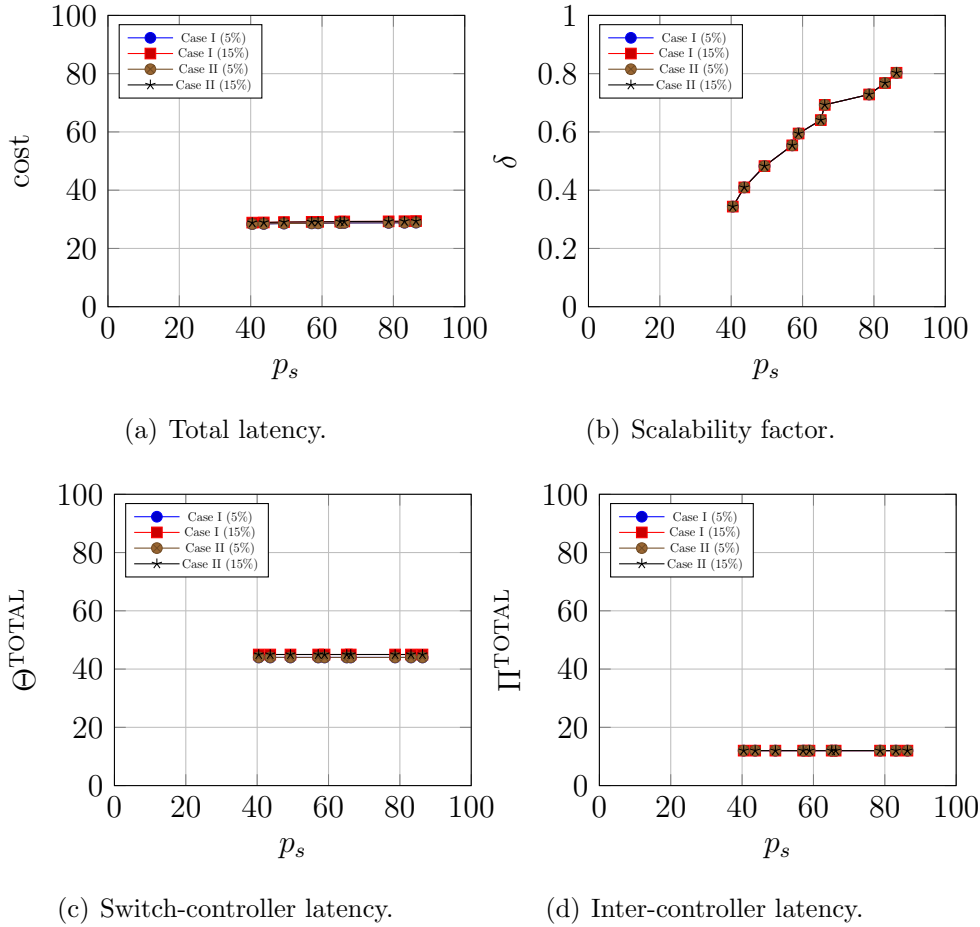 Case I (5%)
Case I (15%)
Case II (5%)
Case II (15%)
100
80
60
40
20
0
cost
0 20 40 60 80 100
p_s
(a) Total latency.
Case I (5%)
Case I (15%)
Case II (5%)
Case II (15%)
1
0.8
0.6
0.4
0.2
0
δ
0 20 40 60 80 100
p_s
(b) Scalability factor.
Case I (5%)
Case I (15%)
Case II (5%)
Case II (15%)
100
80
60
40
20
0
Θ^TOTAL
0 20 40 60 80 100
p_s
(c) Switch-controller latency.
Case I (5%)
Case I (15%)
Case II (5%)
Case II (15%)
100
80
60
40
20
0
Π^TOTAL
0 20 40 60 80 100
p_s
(d) Inter-controller latency.